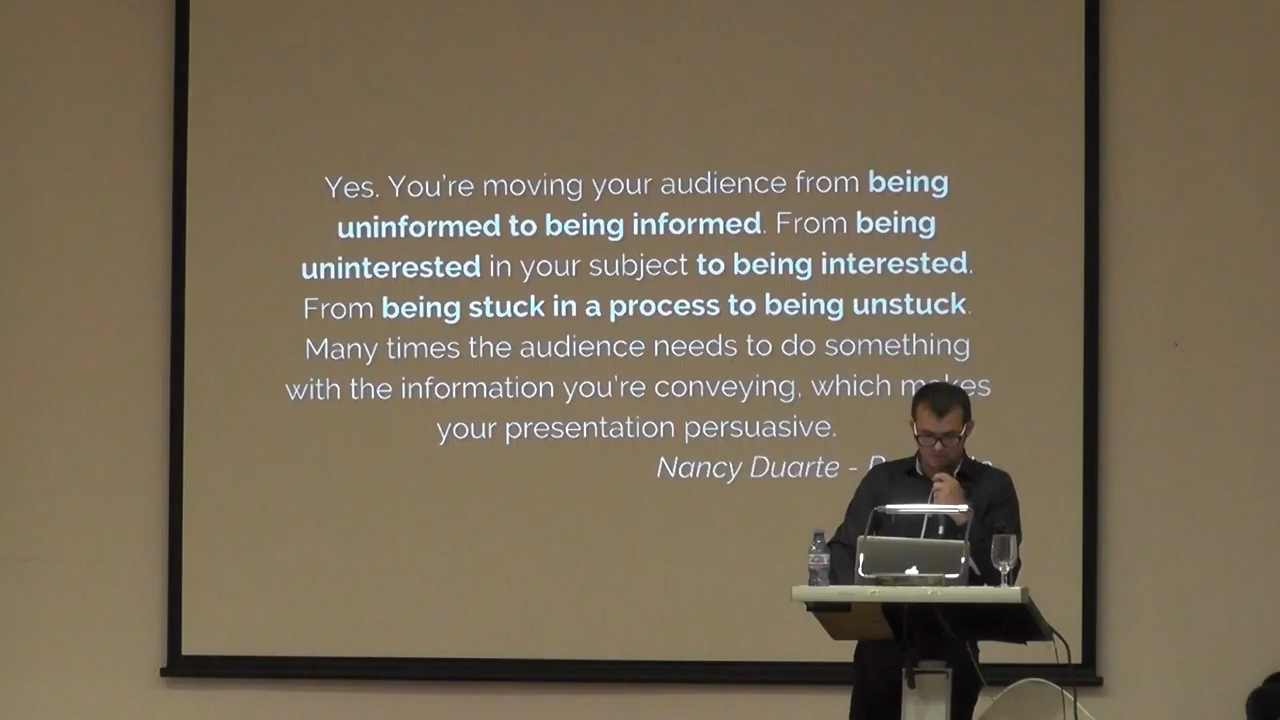 Yes. You're moving your audience from being
uninformed to being informed. From being
uninterested in your subject to being interested.
From being stuck in a process to being unstuck.
Many times the audience needs to do something
with the information you're conveying, which makes
your presentation persuasive.
Nancy Duarte -